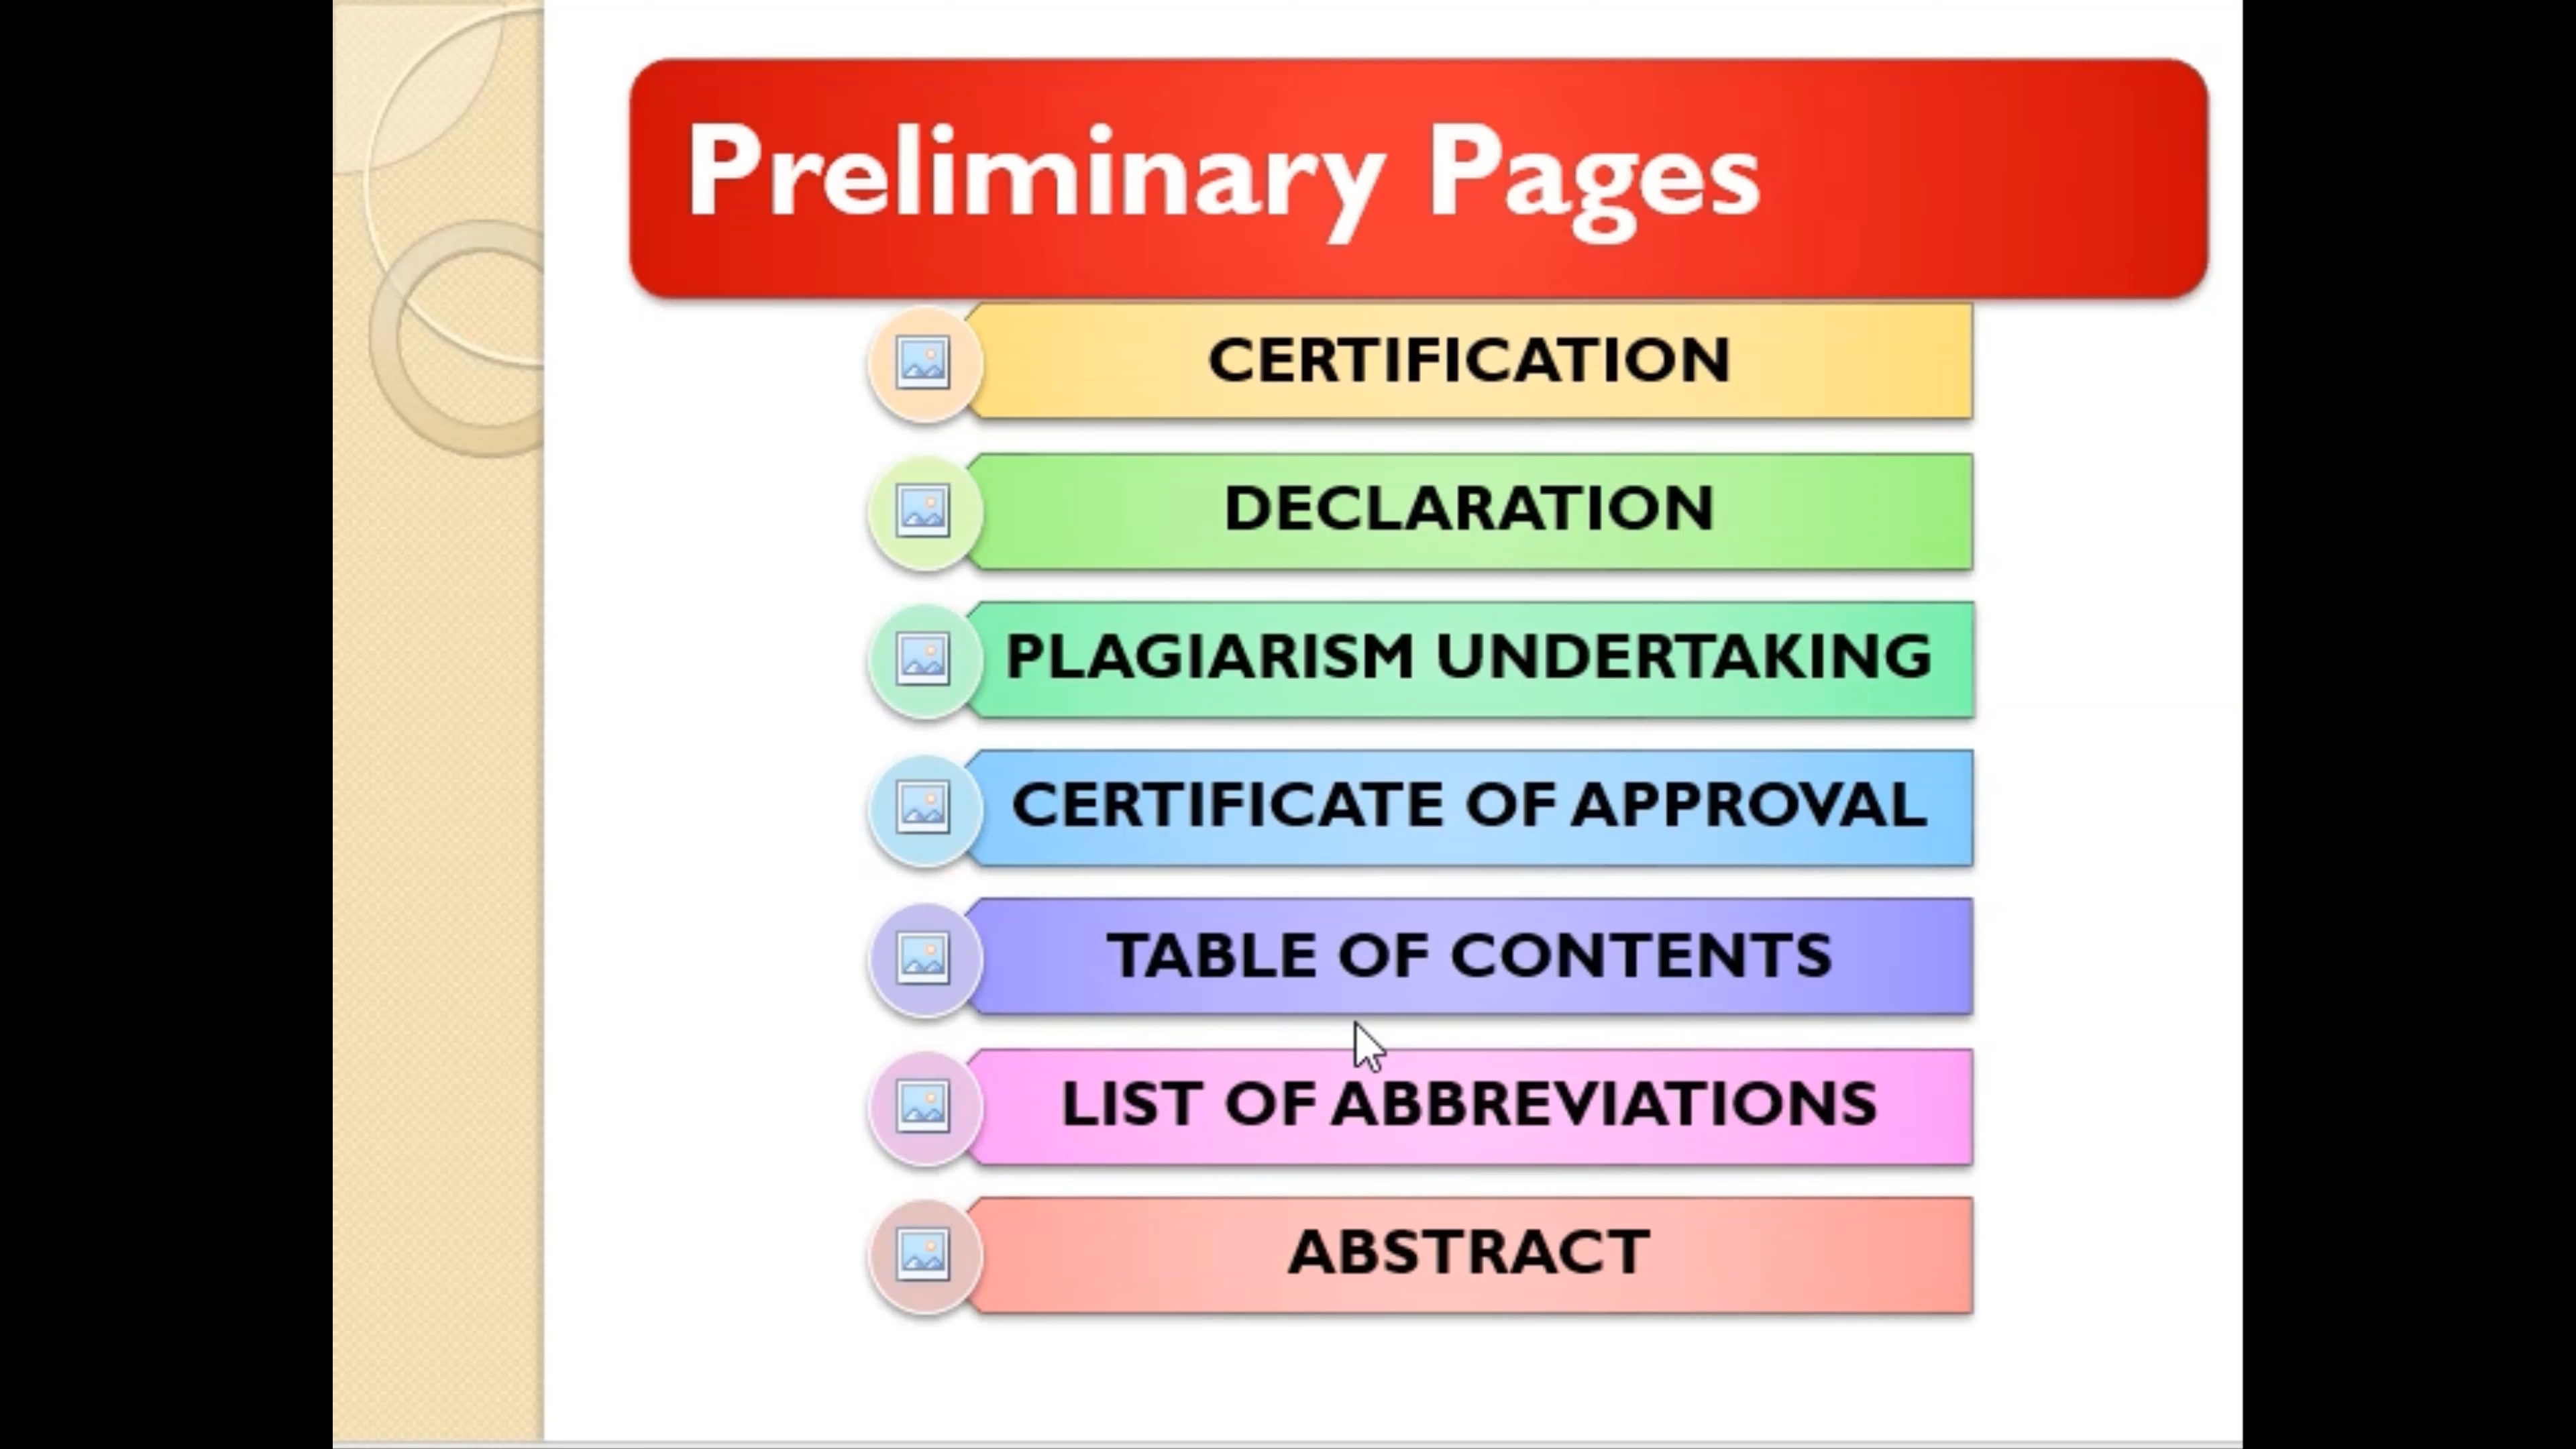 Preliminary Pages
CERTIFICATION
DECLARATION
PLAGIARISM UNDERTAKING
CERTIFICATE OF APPROVAL
TABLE OF CONTENTS
LIST OF ABBREVIATIONS
ABSTRACT